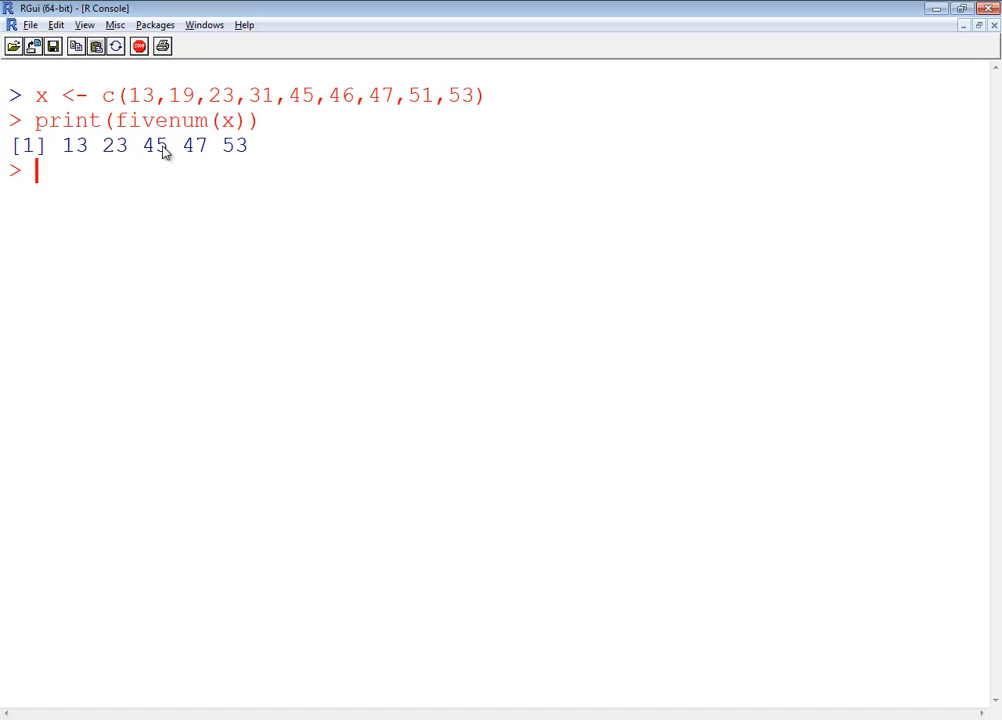 RGui (64-bit) - [R Console]
File Edit View Misc Packages Windows Help
> x <- c(13,19,23,31,45,46,47,51,53)
> print(fivenum(x))
[1] 13 23 45 47 53
>